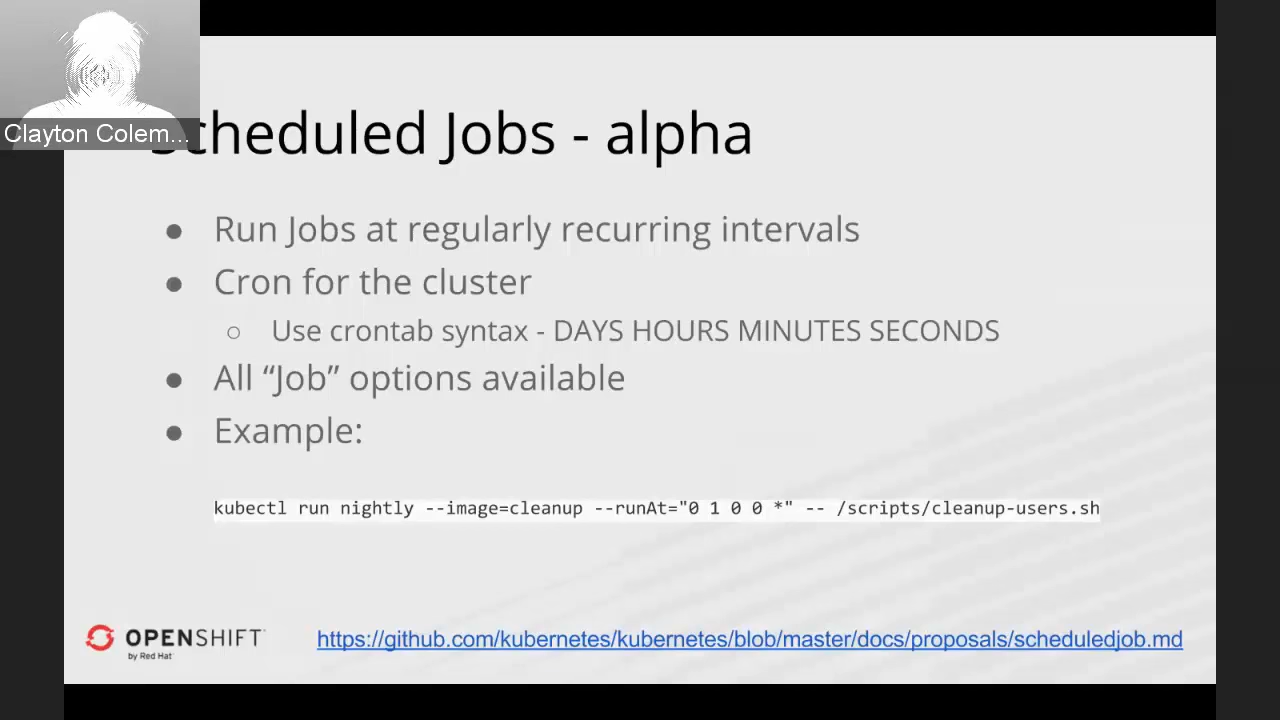 Clayton Colem...
Scheduled Jobs - alpha
● Run Jobs at regularly recurring intervals
● Cron for the cluster
○ Use crontab syntax - DAYS HOURS MINUTES SECONDS
● All “Job” options available
● Example:
kubectl run nightly --image=cleanup --runAt="0 1 0 0 *" -- /scripts/cleanup-users.sh
OPENSHIFT
by Red Hat
https://github.com/kubernetes/kubernetes/blob/master/docs/proposals/scheduledjob.md